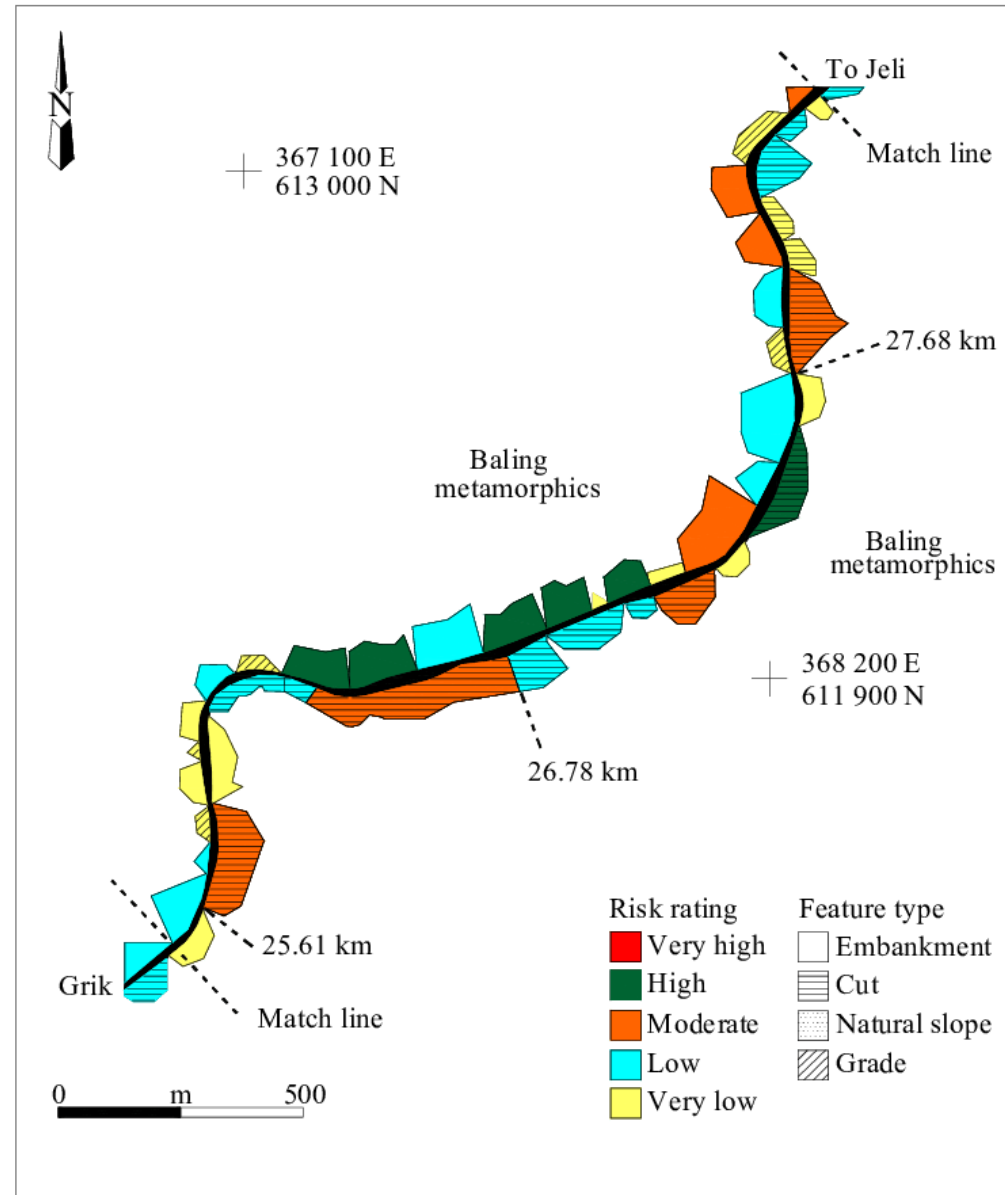 To Jeli
N
367 100 E
613 000 N
Match line
27.68 km
Baling
metamorphics
Baling
metamorphics
368 200 E
611 900 N
26.78 km
25.61 km
Grik
Match line
Risk rating
Very high
High
Moderate
Low
Very low
Feature type
Embankment
Cut
Natural slope
Grade
0 m 500